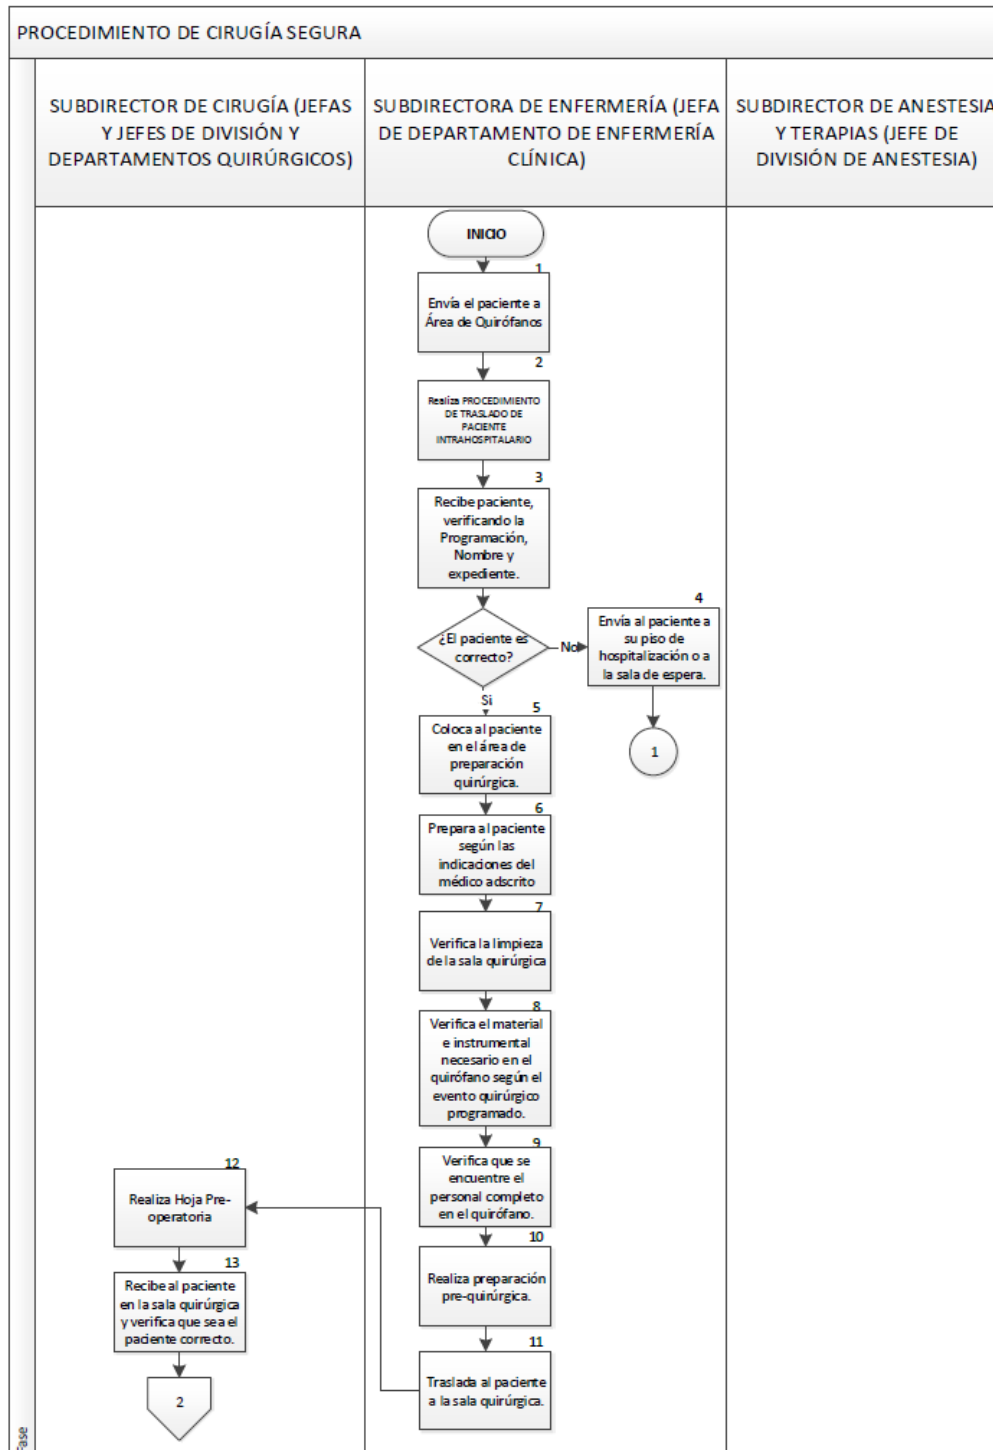 PROCEDIMIENTO DE CIRUGÍA SEGURA
SUBDIRECTOR DE CIRUGÍA (JEFAS
Y JEFES DE DIVISIÓN Y
DEPARTAMENTOS QUIRÚRGICOS)
SUBDIRECTORA DE ENFERMERÍA (JEFA
DE DEPARTAMENTO DE ENFERMERÍA
CLÍNICA)
SUBDIRECTOR DE ANESTESIA
Y TERAPIAS (JEFE DE
DIVISIÓN DE ANESTESIA)
INICIO
1
Envía el paciente a
Área de Quirófanos
2
Realiza PROCEDIMIENTO
DE TRASLADO DE
PACIENTE
INTRAHOSPITALARIO
3
Recibe paciente,
verificando la
Programación,
Nombre y
expediente.
¿El paciente es
correcto?
No
4
Envía al paciente a
su piso de
hospitalización o a
la sala de espera.
1
Si
5
Coloca al paciente
en el área de
preparación
quirúrgica.
6
Prepara al paciente
según las
indicaciones del
médico adscrito
7
Verifica la limpieza
de la sala quirúrgica
8
Verifica el material
e instrumental
necesario en el
quirófano según el
evento quirúrgico
programado.
9
Verifica que se
encuentre el
personal completo
en el quirófano.
10
Realiza preparación
pre-quirúrgica.
11
Traslada al paciente
a la sala quirúrgica.
12
Realiza Hoja Pre-
operatoria
13
Recibe al paciente
en la sala quirúrgica
y verifica que sea el
paciente correcto.
2
Fase